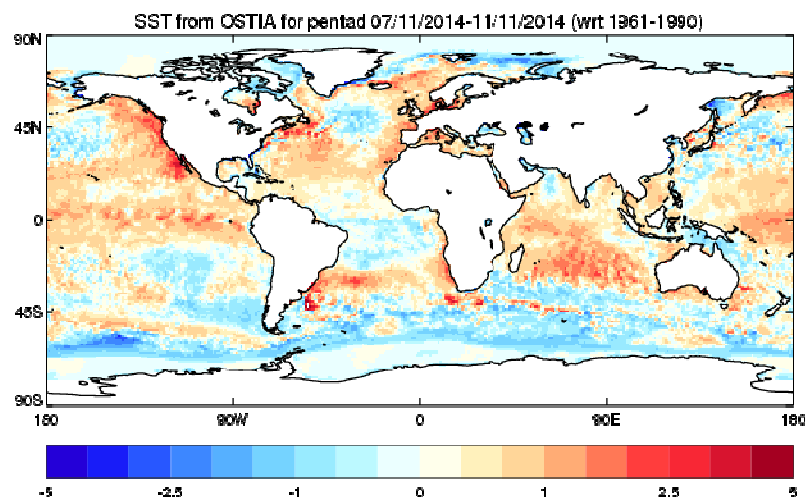 SST from OSTIA for pentad 07/11/2014-11/11/2014 (wrt 1961-1990)
90N
45N
0
45S
90S
180 90W 0 90E 180
-5 -2.5 -1 0 1 2.5 5